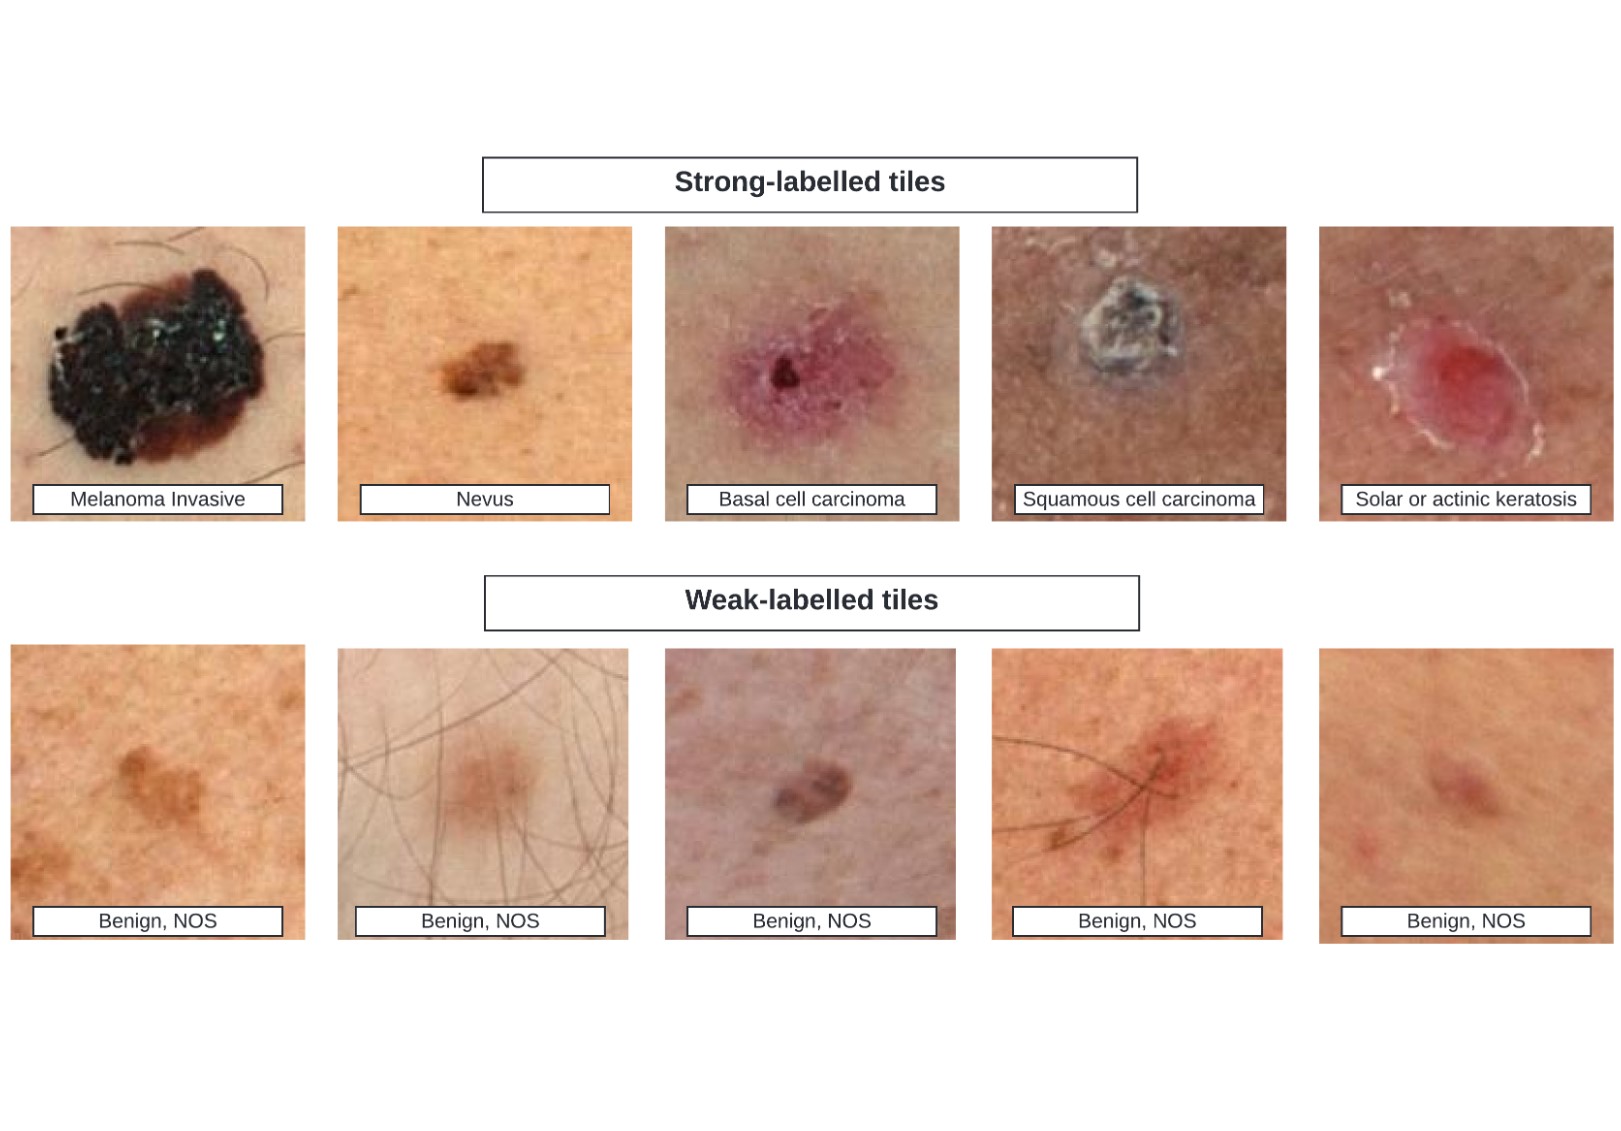 Strong-labelled tiles
Melanoma Invasive
Nevus
Basal cell carcinoma
Squamous cell carcinoma
Solar or actinic keratosis
Weak-labelled tiles
Benign, NOS
Benign, NOS
Benign, NOS
Benign, NOS
Benign, NOS